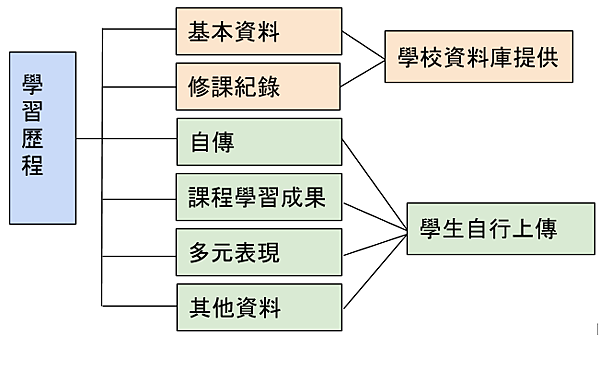 學習歷程
基本資料
修課紀錄
自傳
課程學習成果
多元表現
其他資料
學校資料庫提供
學生自行上傳